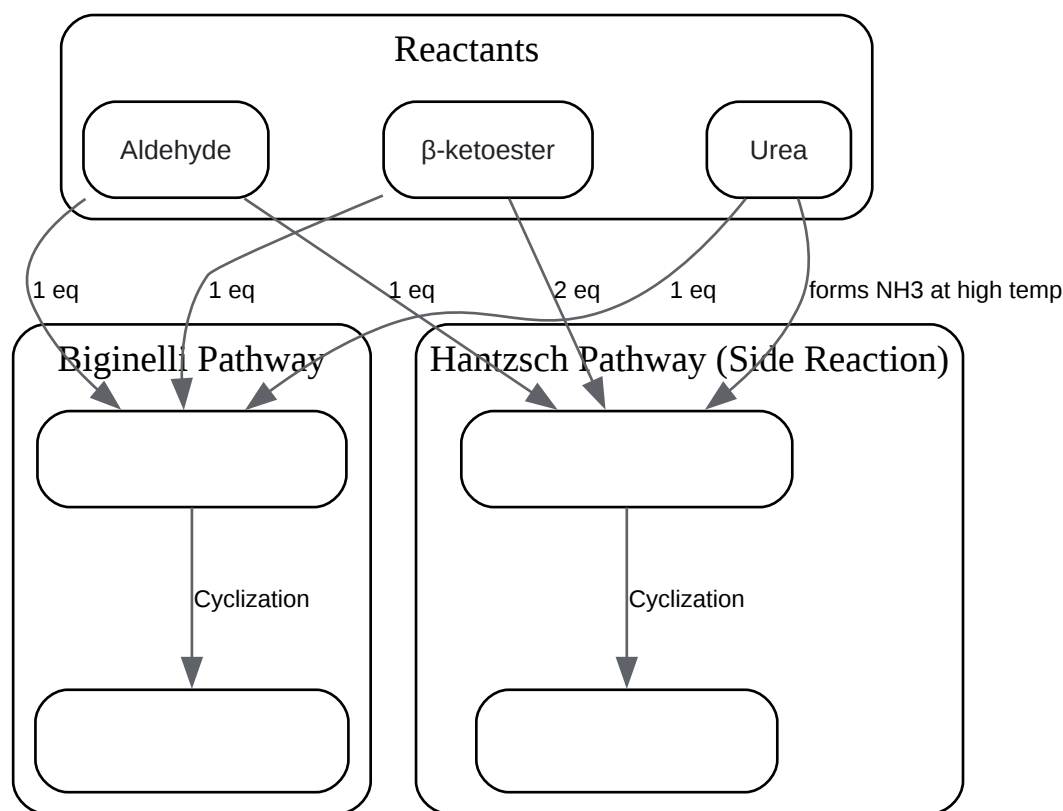 Reactants
Aldehyde
β-ketoester
Urea
1 eq
1 eq
1 eq
2 eq
1 eq
forms NH3 at high temp
Biginelli Pathway
Hantzsch Pathway (Side Reaction)
Cyclization
Cyclization